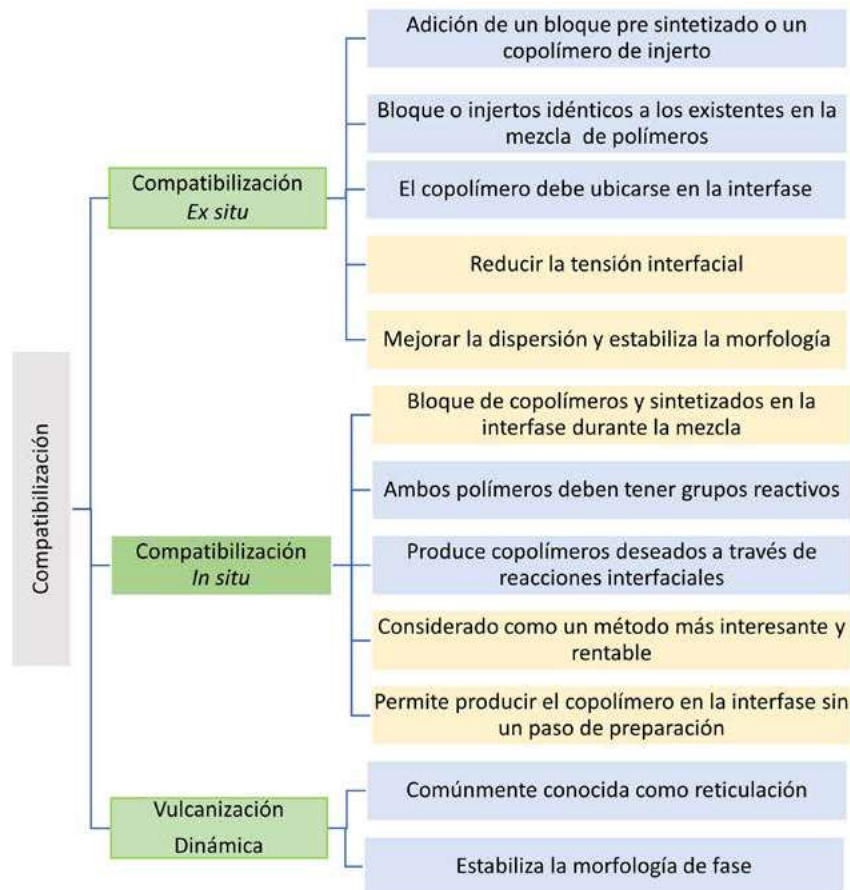 Compatibilización
Compatibilización
Ex situ
Adición de un bloque pre sintetizado o un
copolímero de injerto
Bloque o injertos idénticos a los existentes en la
mezcla de polímeros
El copolímero debe ubicarse en la interfase
Reducir la tensión interfacial
Mejorar la dispersión y estabiliza la morfología
Compatibilización
In situ
Bloque de copolímeros y sintetizados en la
interfase durante la mezcla
Ambos polímeros deben tener grupos reactivos
Produce copolímeros deseados a través de
reacciones interfaciales
Considerado como un método más interesante y
rentable
Permite producir el copolímero en la interfase sin
un paso de preparación
Vulcanización
Dinámica
Comúnmente conocida como reticulación
Estabiliza la morfología de fase